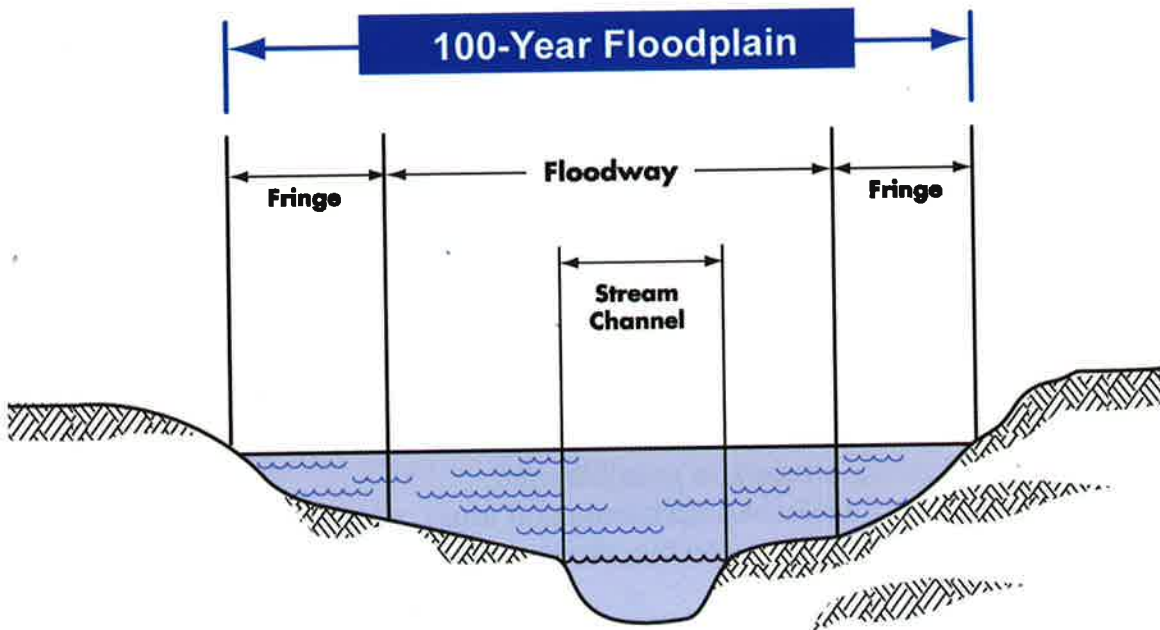 100-Year Floodplain
Floodway
Fringe
Fringe
Stream
Channel